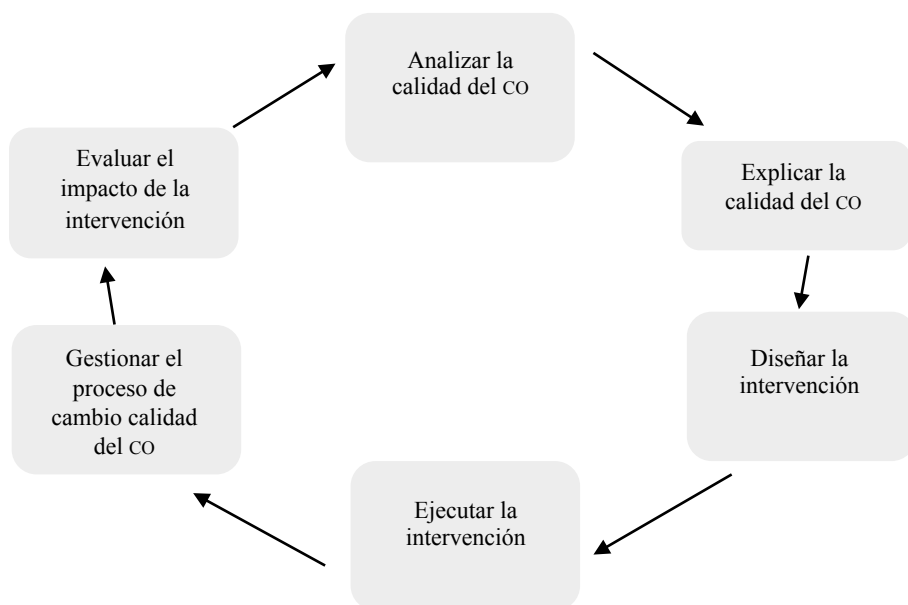 Analizar la
calidad del CO
Explicar la
calidad del CO
Diseñar la
intervención
Ejecutar la
intervención
Gestionar el
proceso de
cambio calidad
del CO
Evaluar el
impacto de la
intervención